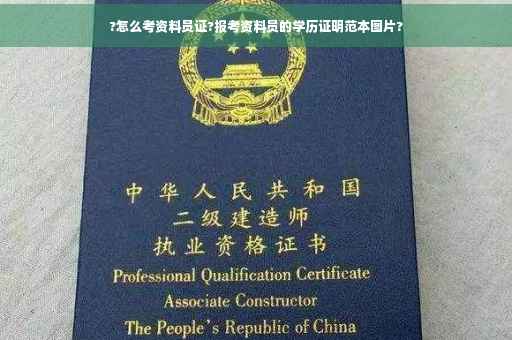 ?怎么考资料员证?报考资料员的学历证明范本图片?
中华人民共和国
二级建造师
执业资格证书
Professional Qualification Certificate
Associate Constructor
The People's Republic of China